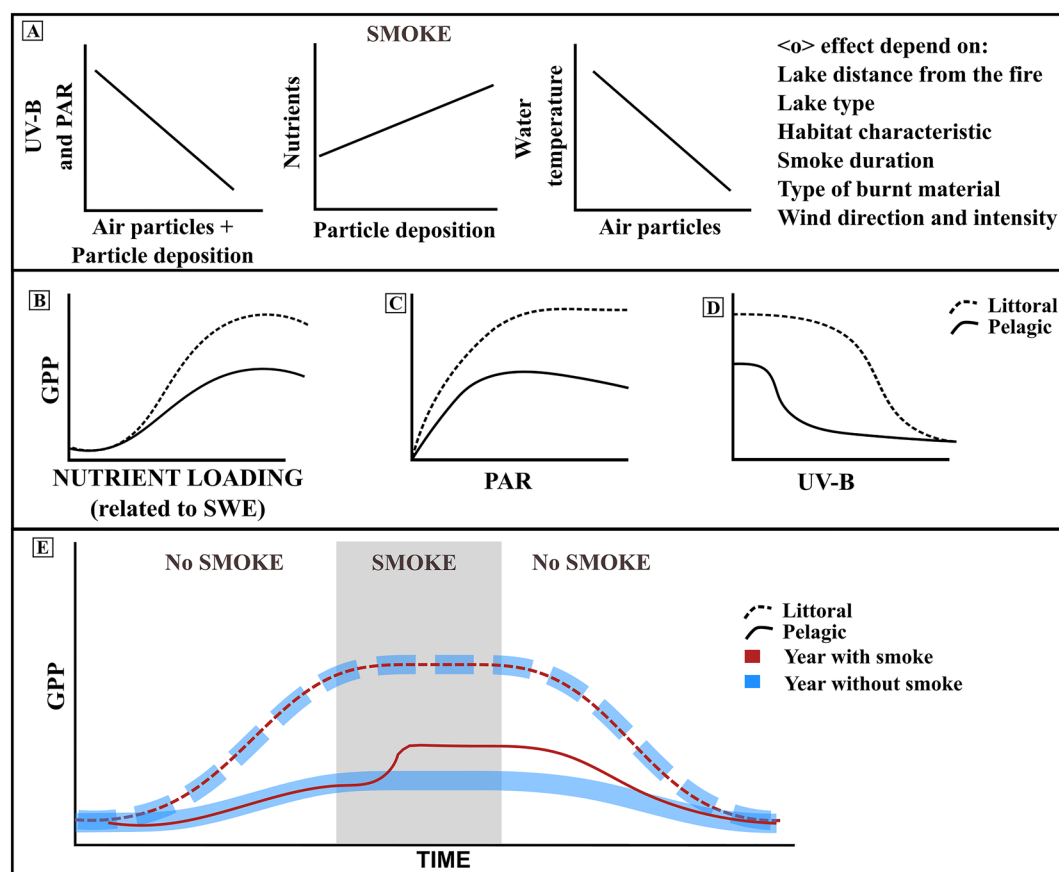 A
SMOKE
UV-B
and PAR
Air particles +
Particle deposition
Nutrients
Particle deposition
Water
temperature
Air particles
<o> effect depend on:
Lake distance from the fire
Lake type
Habitat characteristic
Smoke duration
Type of burnt material
Wind direction and intensity
B
GPP
NUTRIENT LOADING
(related to SWE)
C
PAR
D
UV-B
Littoral
Pelagic
E
No SMOKE
SMOKE
No SMOKE
GPP
TIME
Littoral
Pelagic
Year with smoke
Year without smoke